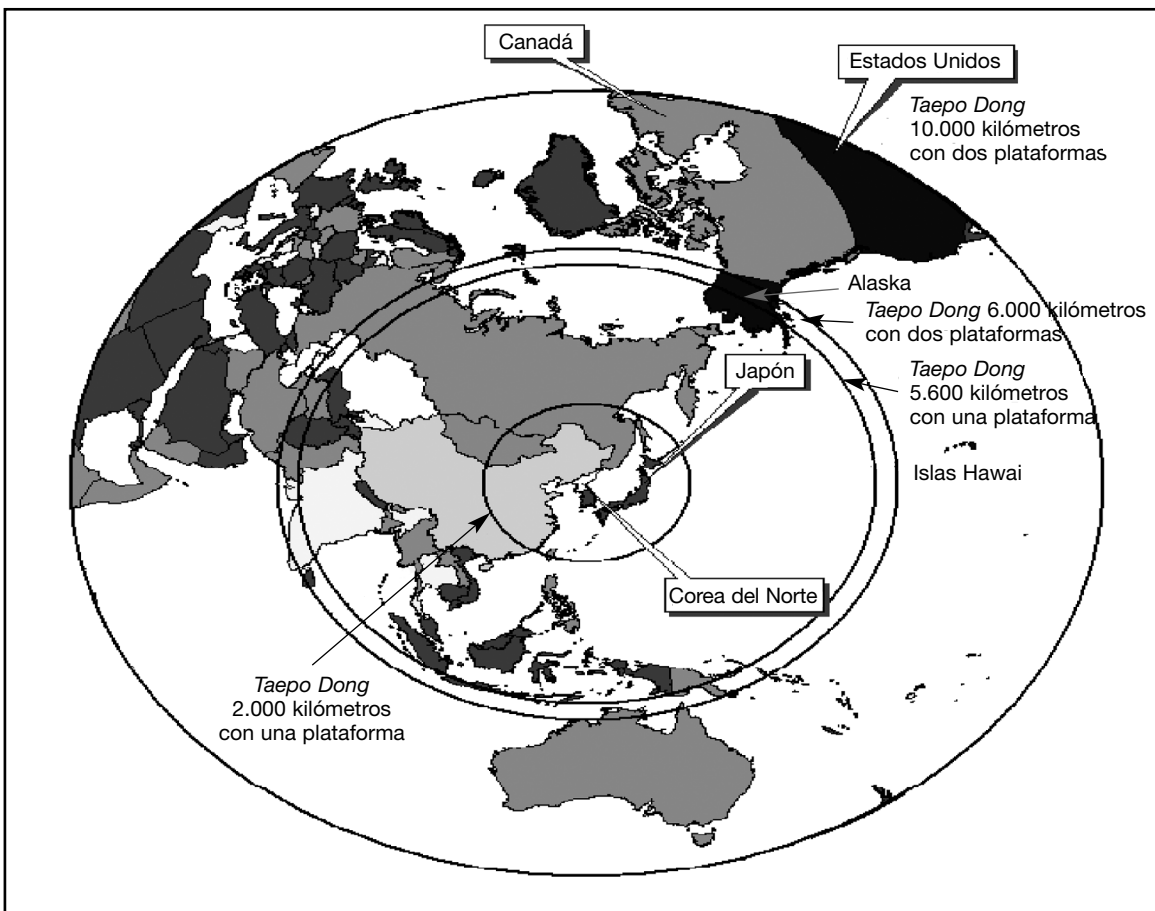 Canadá
Estados Unidos
Taepo Dong
10.000 kilómetros
con dos plataformas
Alaska
Taepo Dong 6.000 kilómetros
con dos plataformas
Japón
Taepo Dong
5.600 kilómetros
con una plataforma
Islas Hawai
Corea del Norte
Taepo Dong
2.000 kilómetros
con una plataforma